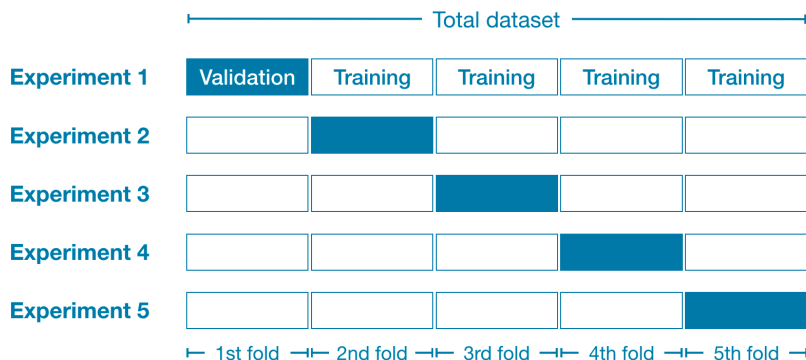 Total dataset
Experiment 1 Validation Training Training Training Training
Experiment 2
Experiment 3
Experiment 4
Experiment 5
1st fold 2nd fold 3rd fold 4th fold 5th fold